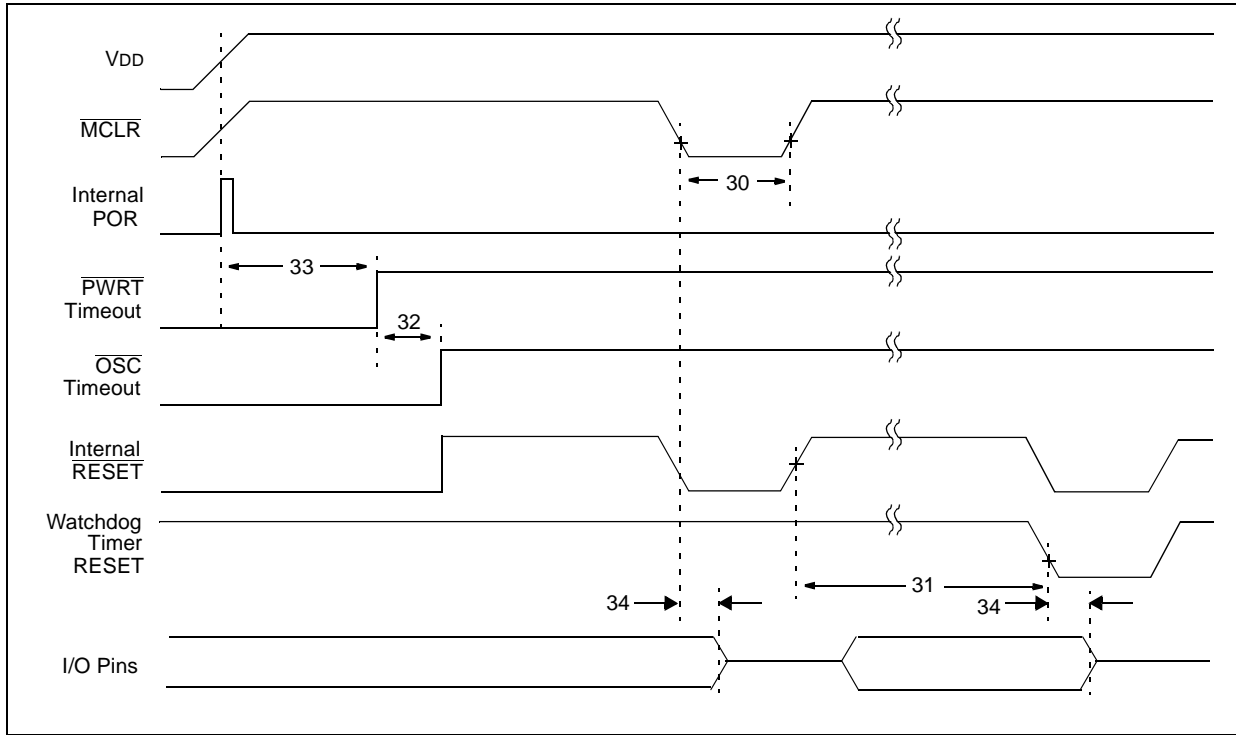 VDD
MCLR
30
Internal
POR
33
PWRT
Timeout
32
OSC
Timeout
Internal
RESET
Watchdog
Timer
RESET
31
34
34
I/O Pins